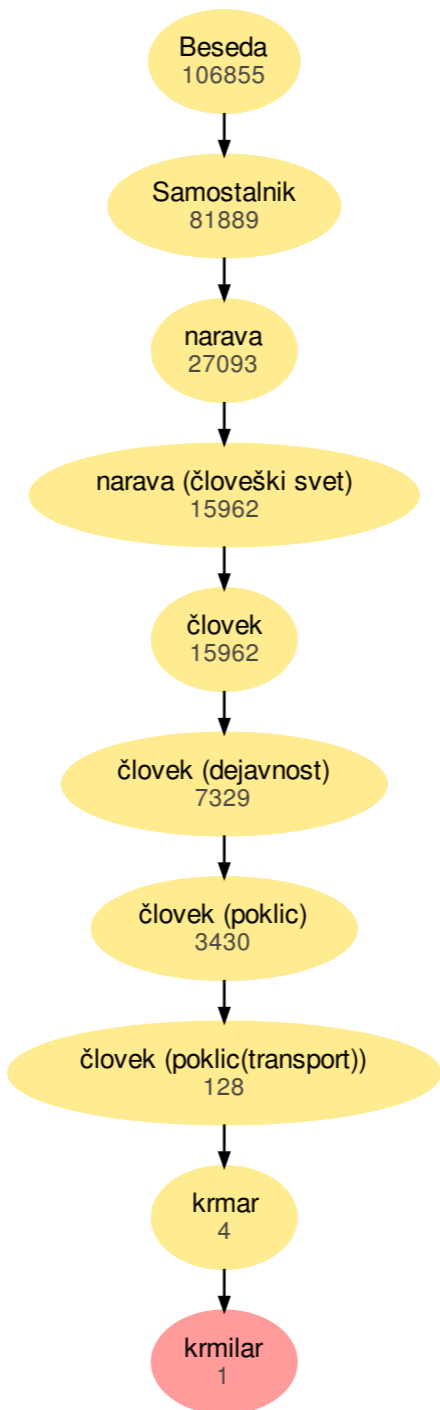 Beseda
106855
Samostalnik
81889
narava
27093
narava (človeški svet)
15962
človek
15962
človek (dejavnost)
7329
človek (poklic)
3430
človek (poklic(transport))
128
krmar
4
krmilar
1